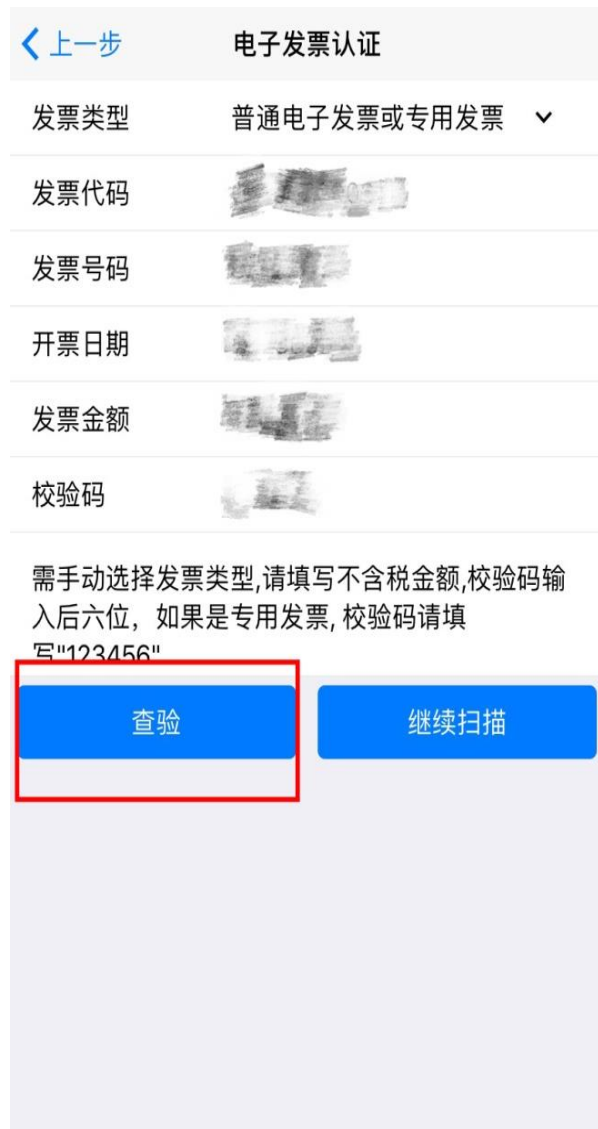 上一步 电子发票认证
发票类型 普通电子发票或专用发票
发票代码
发票号码
开票日期
发票金额
校验码
需手动选择发票类型,请填写不含税金额,校验码输
入后六位，如果是专用发票, 校验码请填
写"123456"
查验 继续扫描